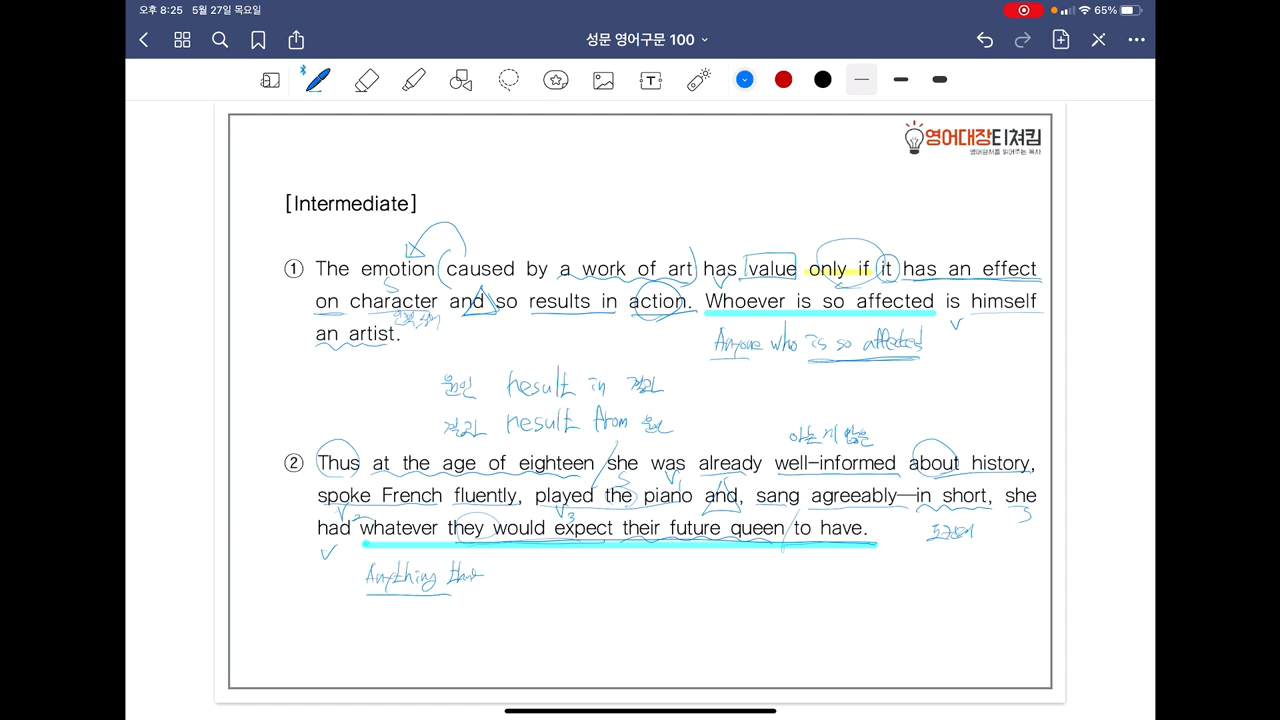 오후 8:25 5월 27일 목요일
65%
성문 영어구문 100
영어대장티쳐킴
[Intermediate]
① The emotion caused by a work of art has value only if it has an effect
on character and so results in action. Whoever is so affected is himself
an artist.
Anyone who is so affected
원인 result in 결과
결과 result from 원인
② Thus at the age of eighteen she was already well-informed about history,
spoke French fluently, played the piano and, sang agreeably—in short, she
had whatever they would expect their future queen to have.
Anything that